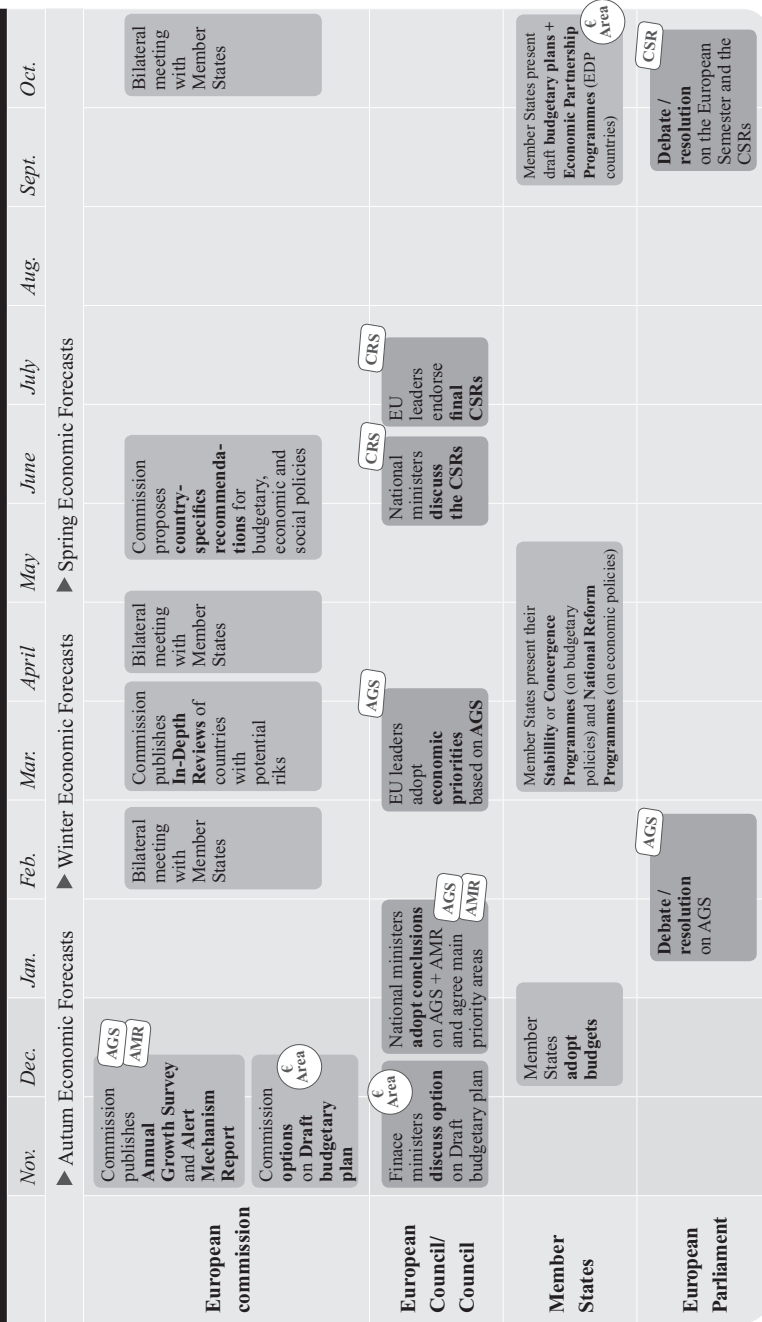 Nov. Dec. Jan. Feb. Mar. April May June July Aug. Sept. Oct.
▶ Autum Economic Forecasts ▶ Winter Economic Forecasts ▶ Spring Economic Forecasts
European
commission
Commission
publishes
Annual
Growth Survey
and Alert
Mechanism
Report
AGS
AMR
Commission
options
on Draft
budgetary
plan
€
Area
Bilateral
meeting
with
Member
States
Commission
publishes
In-Depth
Reviews of
countries
with
potential
riks
Bilateral
meeting
with
Member
States
Commission
proposes
country-
specifics
recommenda-
tions for
budgetary,
economic and
social policies
Bilateral
meeting
with
Member
States
European
Council/
Council
Finace
ministers
discuss option
on Draft
budgetary plan
€
Area
National ministers
adopt conclusions
on AGS + AMR
and agree main
priority areas
AGS
AMR
EU leaders
adopt
economic
priorities
based on AGS
AGS
National
ministers
discuss
the CSRs
CRS
EU
leaders
endorse
final
CSRs
CRS
Member
States
Member
States
adopt
budgets
Member States present their
Stabillity or Concergence
Programmes (on budgetary
policies) and National Reform
Programmes (on economic policies)
Member States present
draft budgetary plans +
Economic Partnership
Programmes (EDP
countries)
€
Area
European
Parliament
Debate /
resolution
on AGS
AGS
Debate /
resolution
on the European
Semester and the
CSRs
CSR